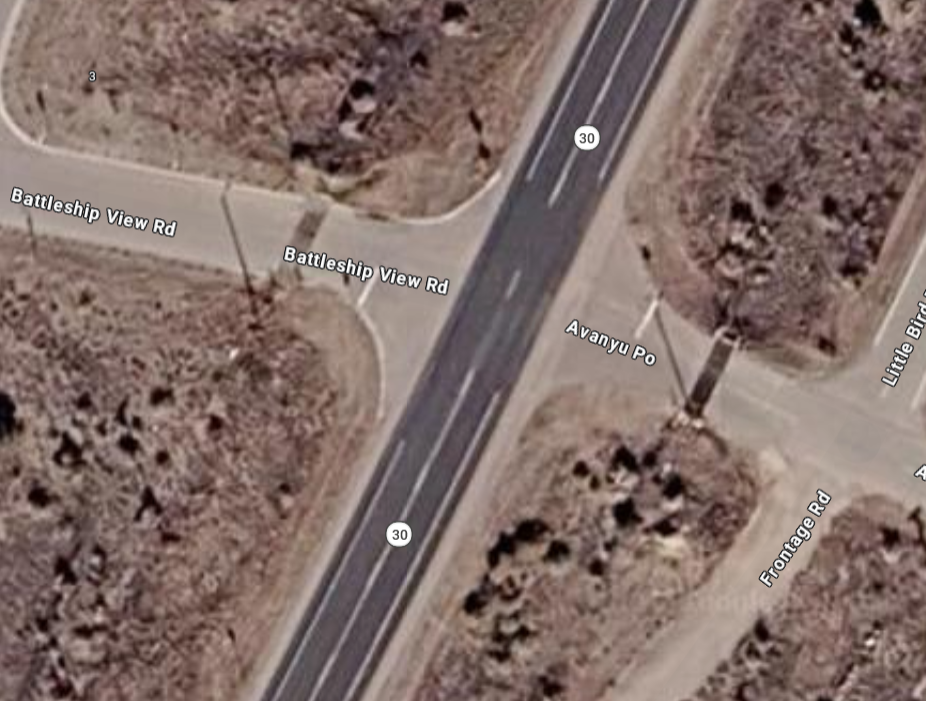 3
30
Battleship View Rd
Battleship View Rd
Avanyu Po
Little Bird
Frontage Rd
30